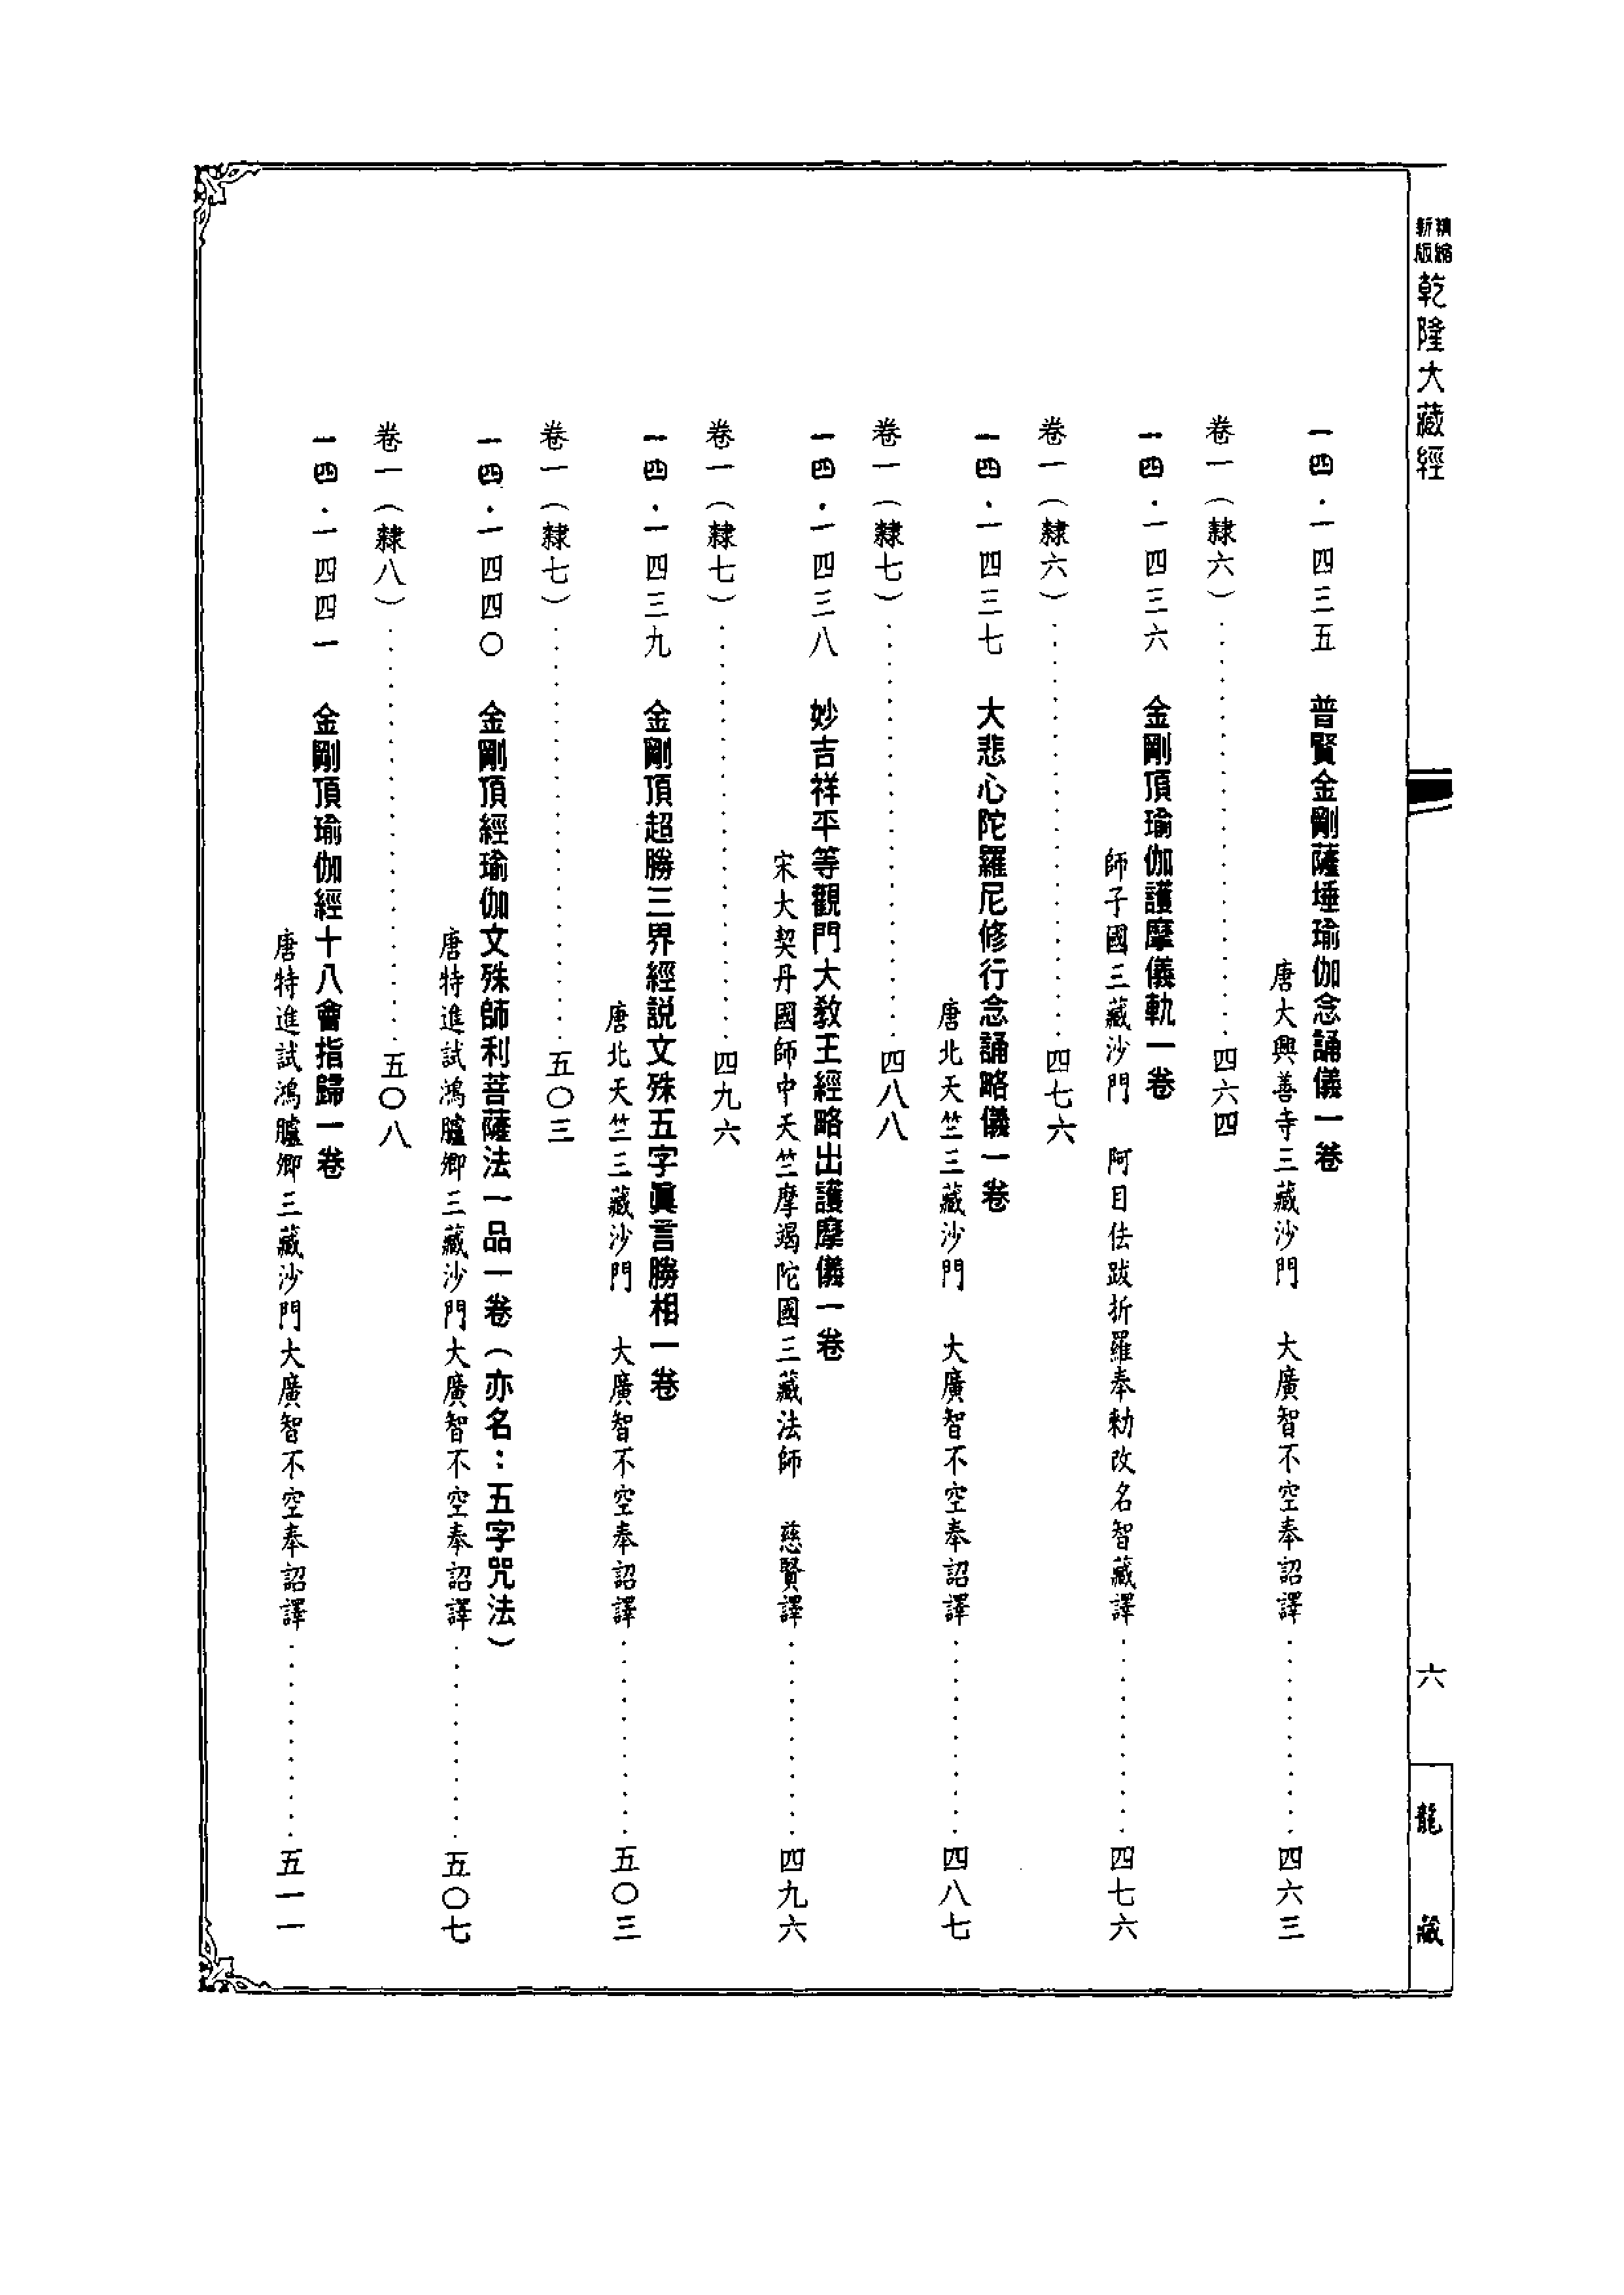 精縮新版 乾隆大藏經
六
龍藏
一四．一四三五 普賢金剛薩埵瑜伽念誦儀一卷
唐大興善寺三藏沙門 大廣智不空奉詔譯…………四六三
卷一（隸六）……………………四六四
一四．一四三六 金剛頂瑜伽護摩儀軌一卷
師子國三藏沙門 阿目佉跋折羅奉勅改名智藏譯…………四七六
卷一（隸六）……………………四七六
一四．一四三七 大悲心陀羅尼修行念誦略儀一卷
唐北天竺三藏沙門 大廣智不空奉詔譯…………四八七
卷一（隸七）……………………四八八
一四．一四三八 妙吉祥平等觀門大教王經略出護摩儀一卷
宋大契丹國師中天竺摩竭陀國三藏法師 慈賢譯…………四九六
卷一（隸七）……………………四九六
一四．一四三九 金剛頂超勝三界經説文殊五字眞言勝相一卷
唐北天竺三藏沙門 大廣智不空奉詔譯…………五〇三
卷一（隸七）……………………五〇三
一四．一四四〇 金剛頂經瑜伽文殊師利菩薩法一品一卷（亦名：五字咒法）
唐特進試鴻臚卿三藏沙門大廣智不空奉詔譯…………五〇七
卷一（隸八）……………………五〇八
一四．一四四一 金剛頂瑜伽經十八會指歸一卷
唐特進試鴻臚卿三藏沙門大廣智不空奉詔譯…………五一一